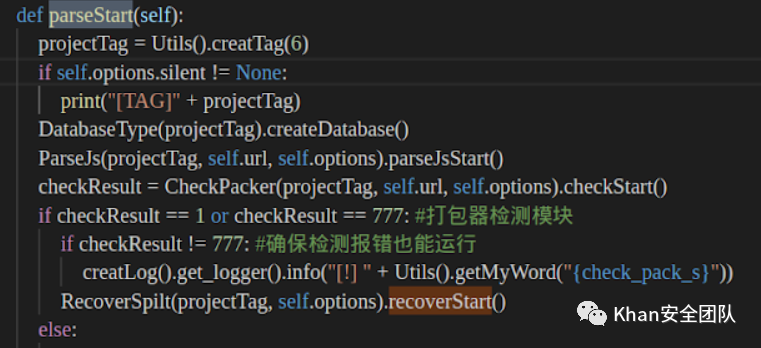 def parseStart(self):
projectTag = Utils().creatTag(6)
if self.options.silent != None:
print("[TAG]" + projectTag)
DatabaseType(projectTag).createDatabase()
ParseJs(projectTag, self.url, self.options).parseJsStart()
checkResult = CheckPacker(projectTag, self.url, self.options).checkStart()
if checkResult == 1 or checkResult == 777: #打包器检测模块
if checkResult != 777: #确保检测报错也能运行
creatLog().get_logger().info("[!] " + Utils().getMyWord("{check_pack_s}"))
RecoverSpilt(projectTag, self.options).recoverStart()
else:
Khan安全团队